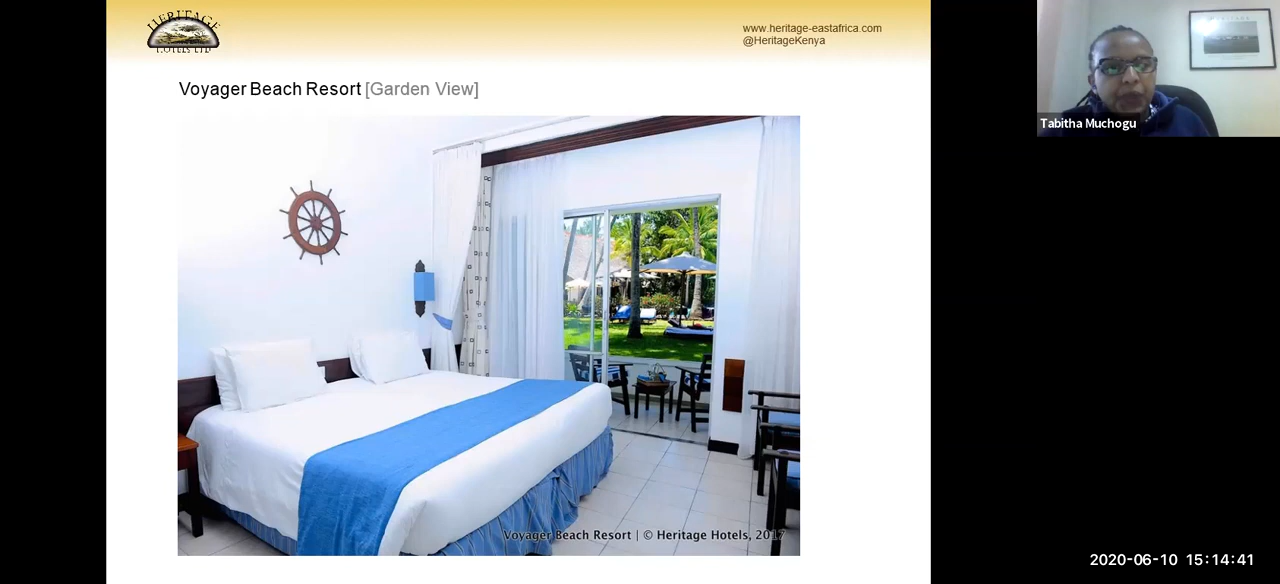 HERITAGE
HOTELS LTD
www.heritage-eastafrica.com
@HeritageKenya
Voyager Beach Resort [Garden View]
Tabitha Muchogu
Voyager Beach Resort | © Heritage Hotels, 2017
2020-06-10 15:14:41